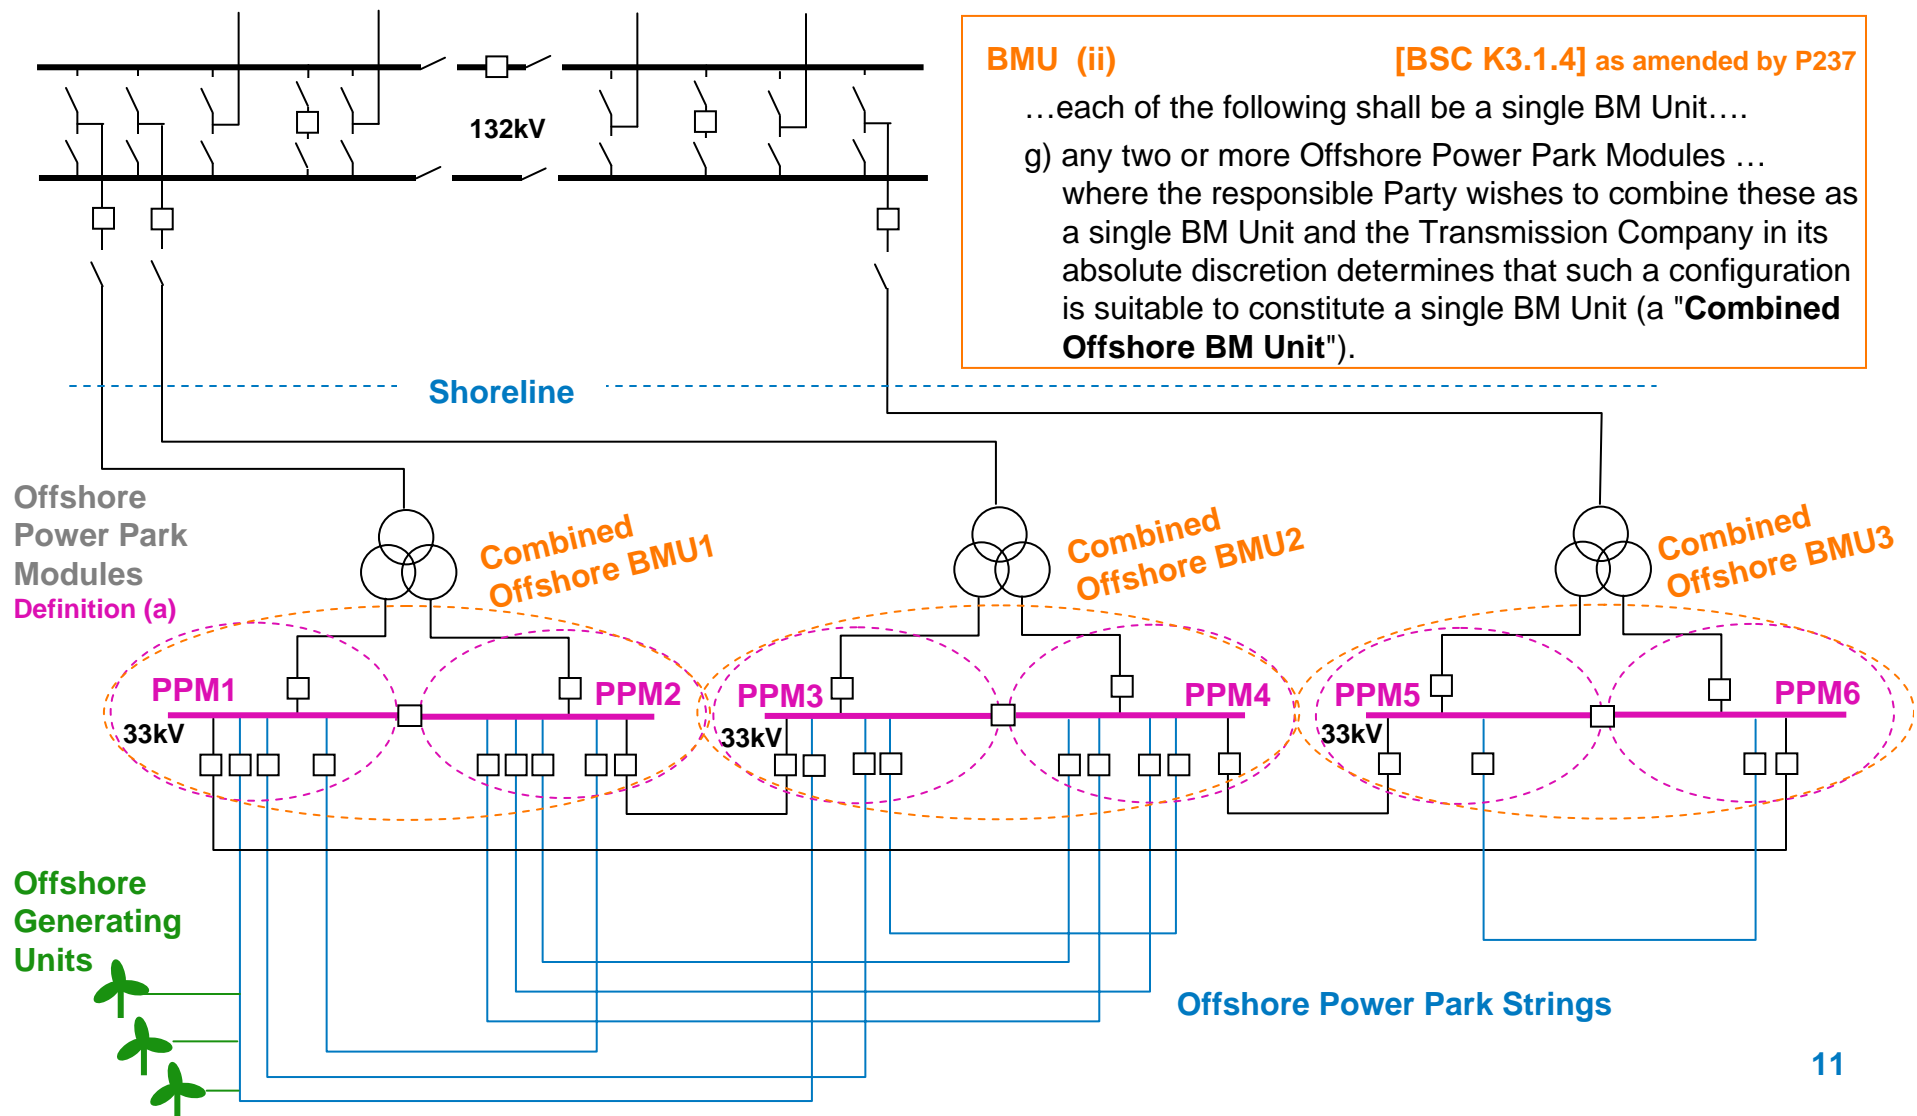 BMU (ii) [BSC K3.1.4] as amended by P237
…each of the following shall be a single BM Unit….
g) any two or more Offshore Power Park Modules …
where the responsible Party wishes to combine these as
a single BM Unit and the Transmission Company in its
absolute discretion determines that such a configuration
is suitable to constitute a single BM Unit (a "Combined
Offshore BM Unit").
132kV
Shoreline
Offshore
Power Park
Modules
Definition (a)
Combined
Offshore BMU1
Combined
Offshore BMU2
Combined
Offshore BMU3
PPM1
PPM2
PPM3
PPM4
PPM5
PPM6
33kV
33kV
33kV
Offshore
Generating
Units
Offshore Power Park Strings
11